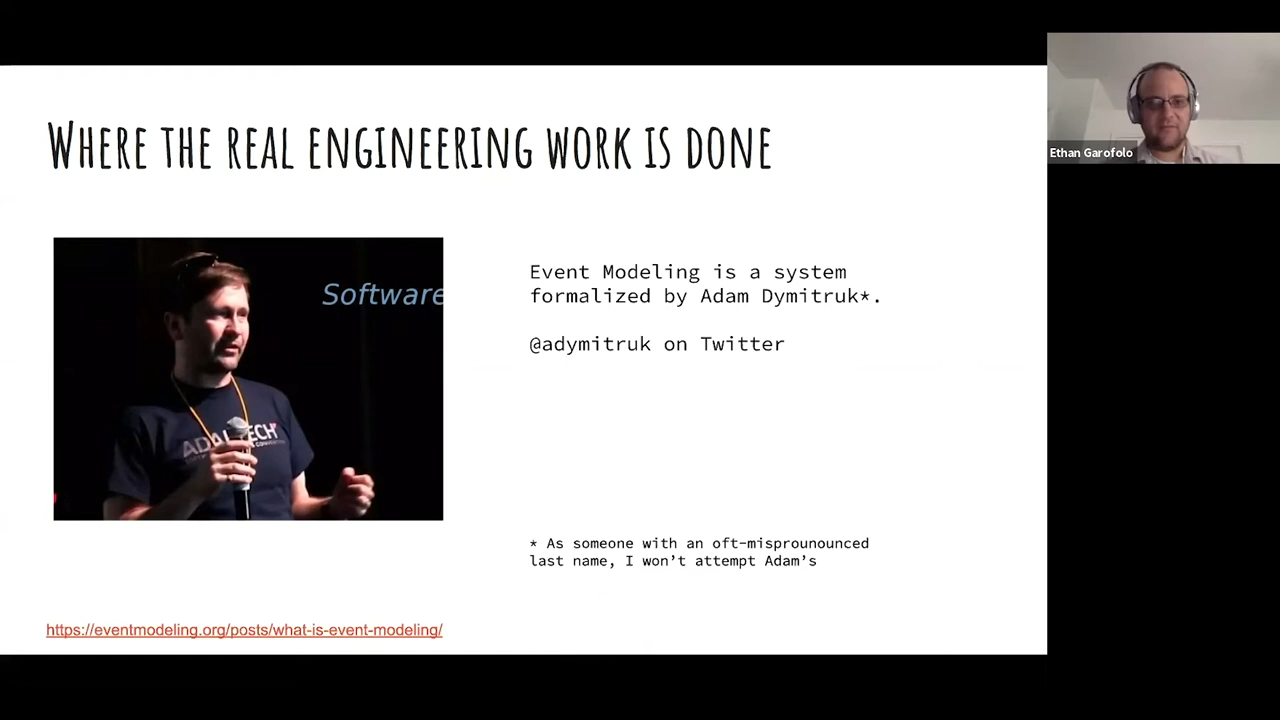 WHERE THE REAL ENGINEERING WORK IS DONE
Ethan Garofolo
Software
Event Modeling is a system
formalized by Adam Dymitruk*.
@adymitruk on Twitter
* As someone with an oft-misprounounced
last name, I won't attempt Adam's
https://eventmodeling.org/posts/what-is-event-modeling/